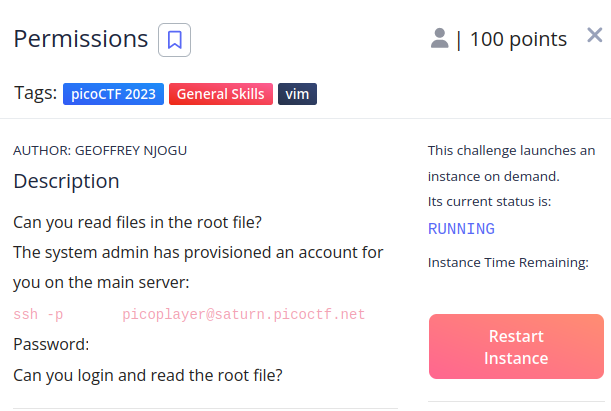 Permissions
| 100 points
Tags: picoCTF 2023 General Skills vim
AUTHOR: GEOFFREY NJOGU
Description
Can you read files in the root file?
The system admin has provisioned an account for
you on the main server:
ssh -p picoplayer@saturn.picoctf.net
Password:
Can you login and read the root file?
This challenge launches an
instance on demand.
Its current status is:
RUNNING
Instance Time Remaining:
Restart
Instance